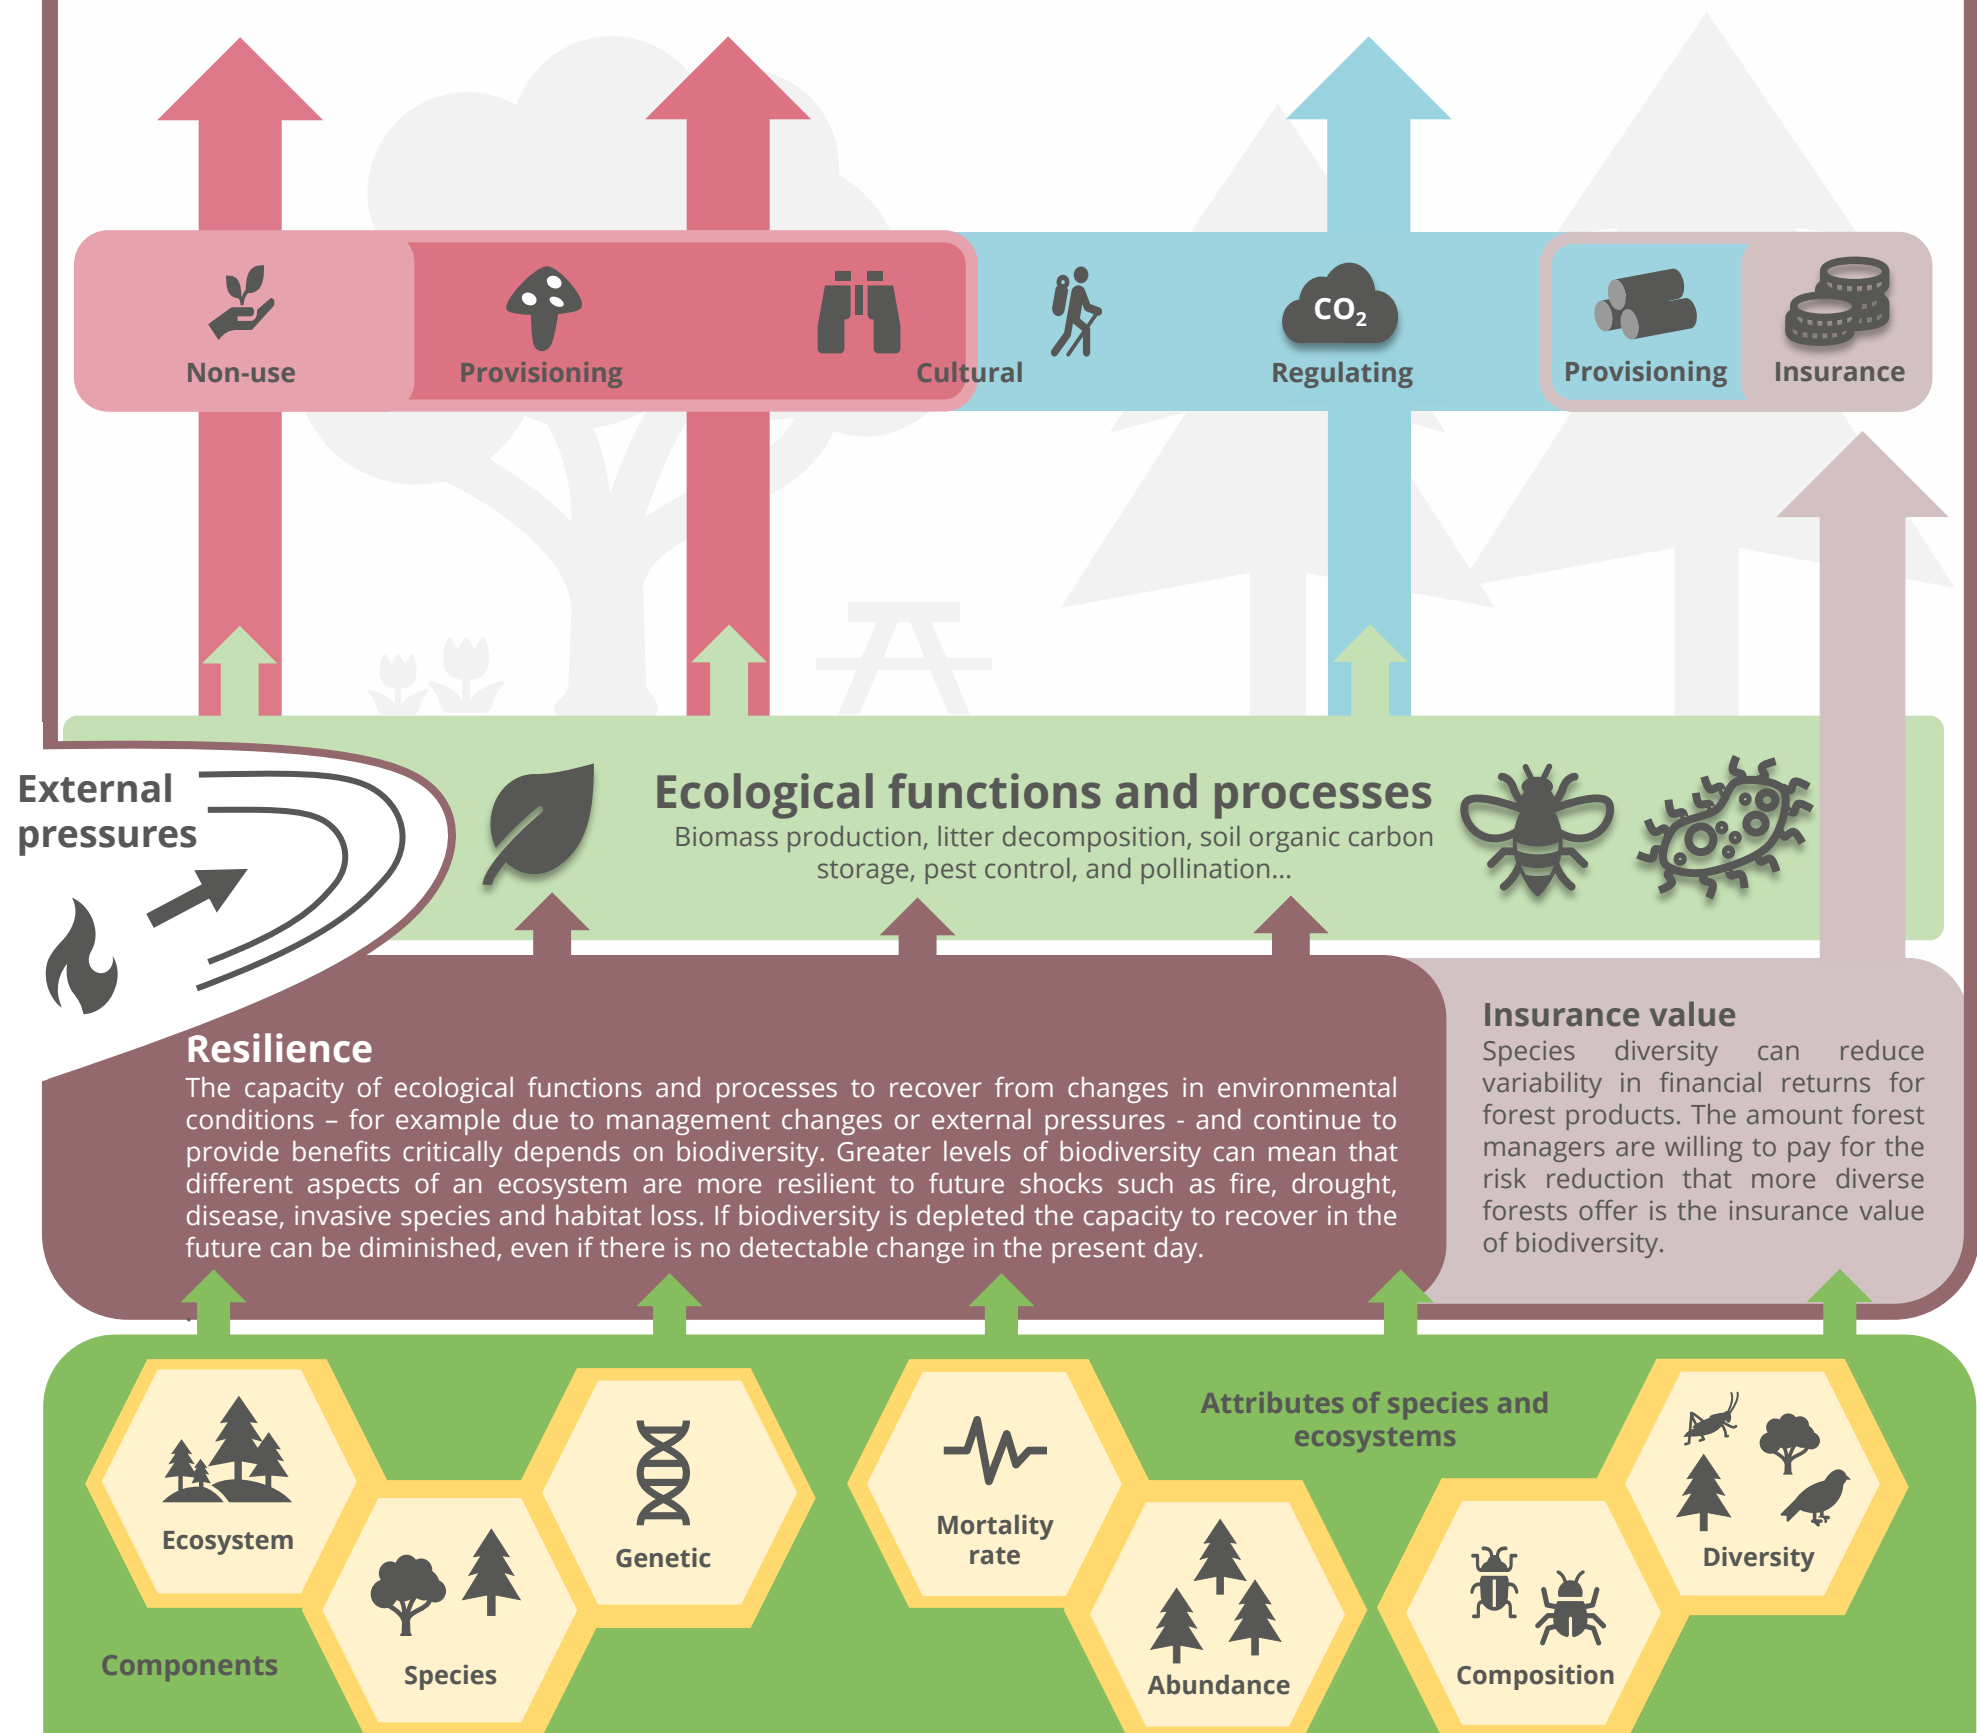 Non-use
Provisioning
Cultural
CO₂
Regulating
Provisioning
Insurance
External
pressures
Ecological functions and processes
Biomass production, litter decomposition, soil organic carbon
storage, pest control, and pollination...
Resilience
The capacity of ecological functions and processes to recover from changes in environmental
conditions – for example due to management changes or external pressures - and continue to
provide benefits critically depends on biodiversity. Greater levels of biodiversity can mean that
different aspects of an ecosystem are more resilient to future shocks such as fire, drought,
disease, invasive species and habitat loss. If biodiversity is depleted the capacity to recover in the
future can be diminished, even if there is no detectable change in the present day.
Insurance value
Species diversity can reduce
variability in financial returns for
forest products. The amount forest
managers are willing to pay for the
risk reduction that more diverse
forests offer is the insurance value
of biodiversity.
Attributes of species and
ecosystems
Ecosystem
Species
Genetic
Components
Mortality
rate
Abundance
Composition
Diversity